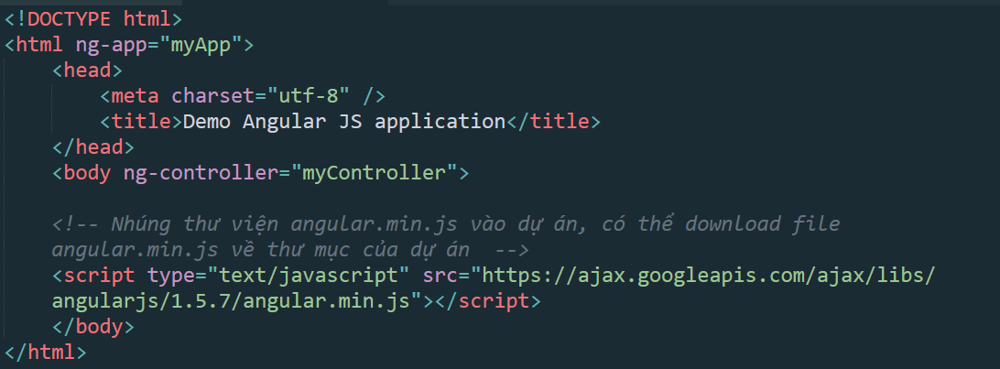 <!DOCTYPE html>
<html ng-app="myApp">
    <head>
        <meta charset="utf-8" />
        <title>Demo Angular JS application</title>
    </head>
    <body ng-controller="myController">

    <!-- Nhúng thư viện angular.min.js vào dự án, có thể download file
    angular.min.js về thư mục của dự án  -->
    <script type="text/javascript" src="https://ajax.googleapis.com/ajax/libs/
    angularjs/1.5.7/angular.min.js"></script>
    </body>
</html>